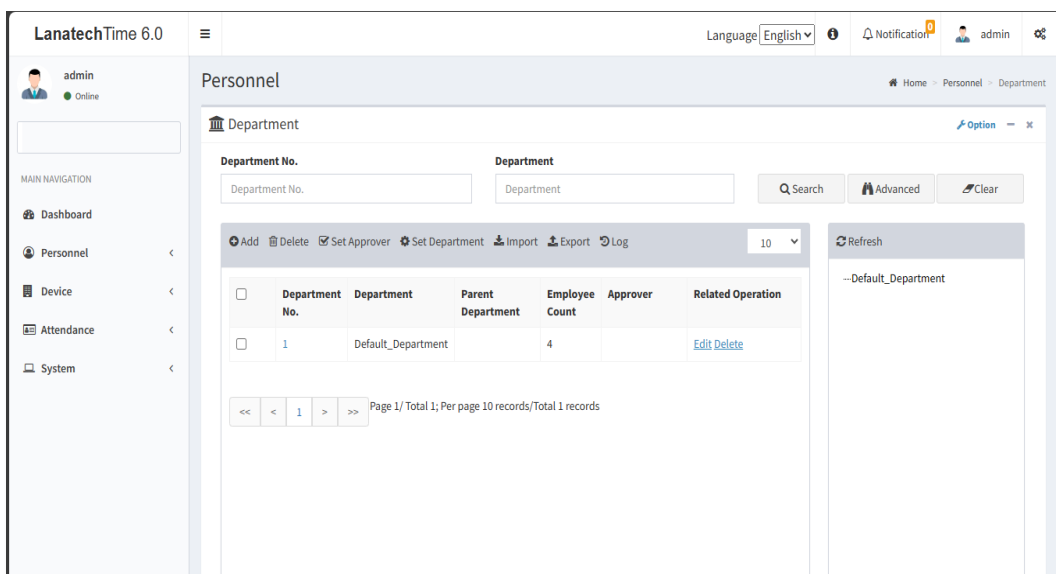 LanatechTime 6.0
Language English
0
Notification
admin
admin
Online
MAIN NAVIGATION
Dashboard
Personnel
Device
Attendance
System
Personnel
Home > Personnel > Department
Department
Option
Department No.
Department
Department No.
Department
Search
Advanced
Clear
Add Delete Set Approver Set Department Import Export Log
10
Refresh
Default_Department
Department No. Department Parent Department Employee Count Approver Related Operation
1 Default_Department 4 Edit Delete
<< < 1 > >> Page 1/ Total 1; Per page 10 records/Total 1 records